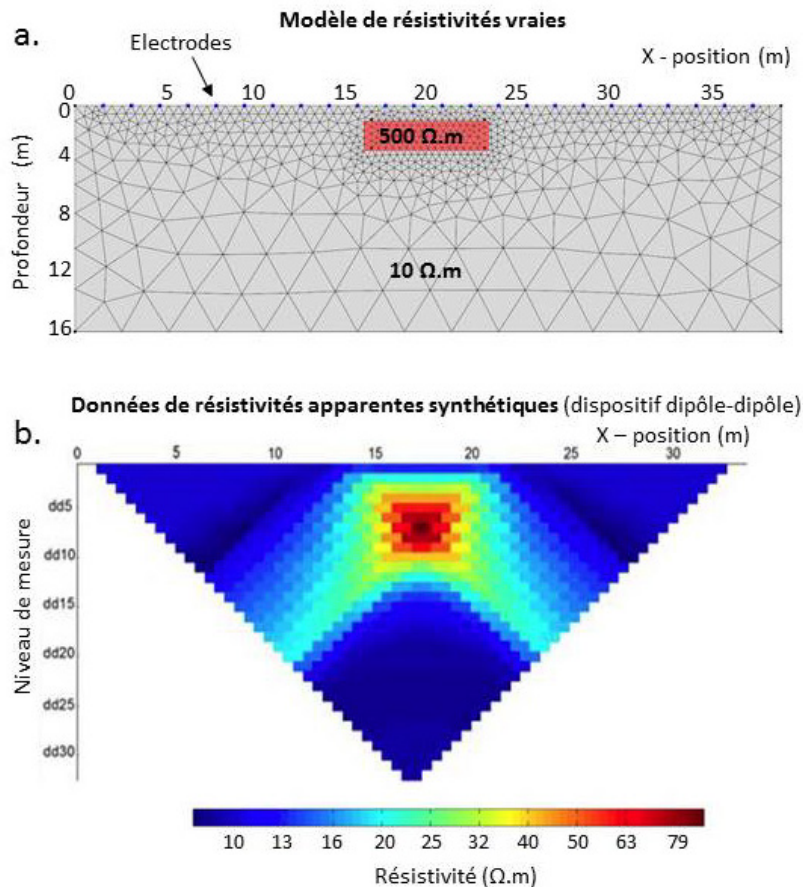 a.
Modèle de résistivités vraies
Electrodes
X - position (m)
0 5 10 15 20 25 30 35
Profondeur (m)
0
4
8
12
16
500 Ω.m
10 Ω.m
Données de résistivités apparentes synthétiques (dispositif dipôle-dipôle)
b.
X – position (m)
0 5 10 15 20 25 30
Niveau de mesure
dd5
dd10
dd15
dd20
dd25
dd30
10 13 16 20 25 32 40 50 63 79
Résistivité (Ω.m)